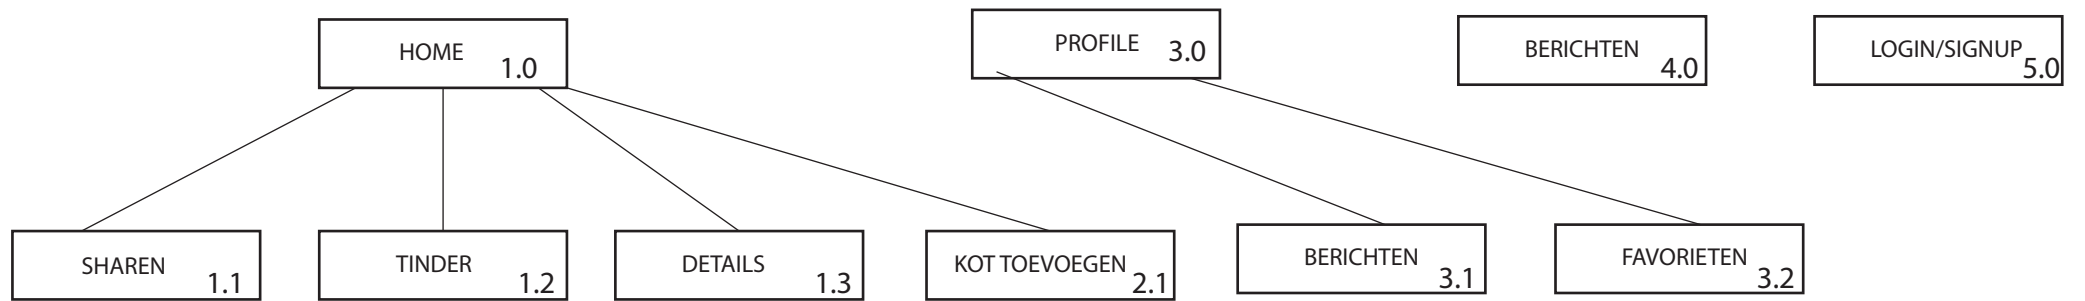 HOME 1.0
PROFILE 3.0
BERICHTEN 4.0
LOGIN/SIGNUP 5.0
SHAREN 1.1
TINDER 1.2
DETAILS 1.3
KOT TOEVOEGEN 2.1
BERICHTEN 3.1
FAVORIETEN 3.2